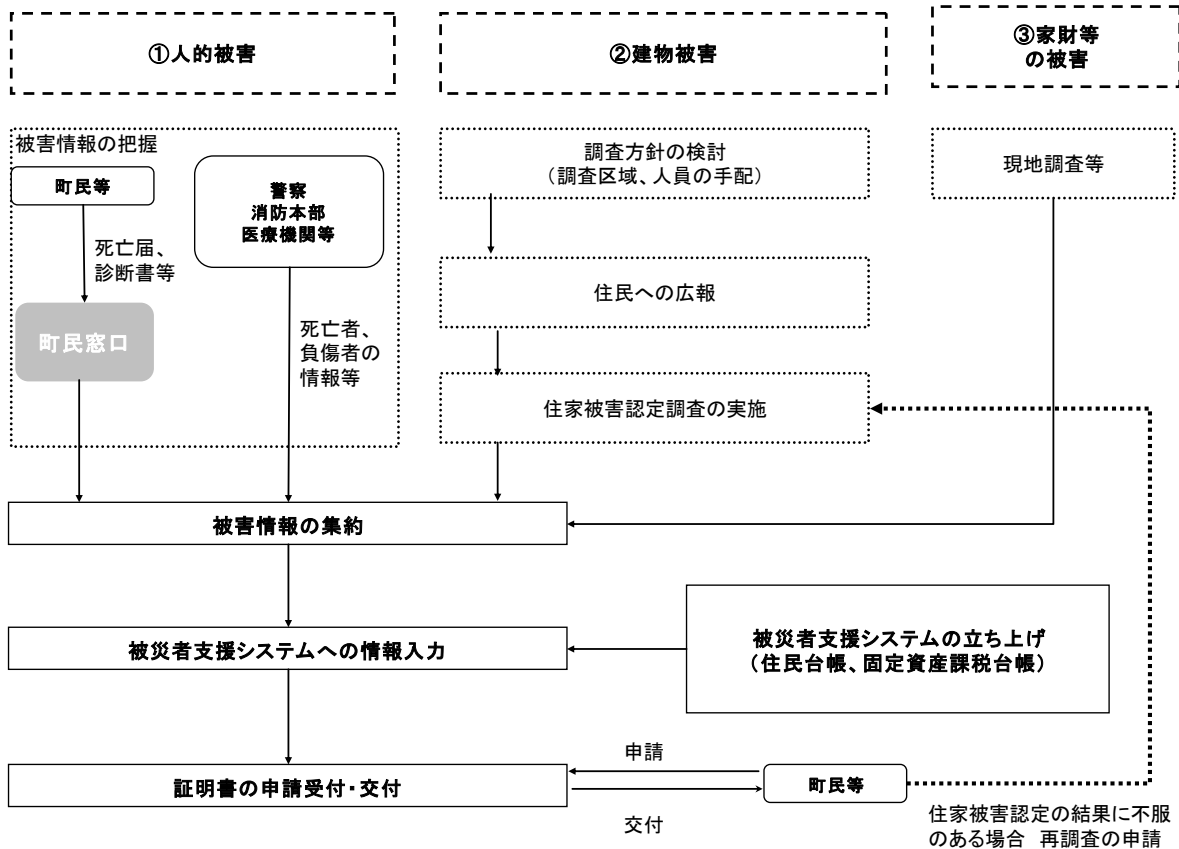 ①人的被害
②建物被害
③家財等
の被害
被害情報の把握
町民等
死亡届、
診断書等
町民窓口
警察
消防本部
医療機関等
死亡者、
負傷者の
情報等
調査方針の検討
(調査区域、人員の手配)
住民への広報
住家被害認定調査の実施
現地調査等
被害情報の集約
被災者支援システムへの情報入力
被災者支援システムの立ち上げ
(住民台帳、固定資産課税台帳)
証明書の申請受付・交付
申請
交付
町民等
住家被害認定の結果に不服
のある場合 再調査の申請